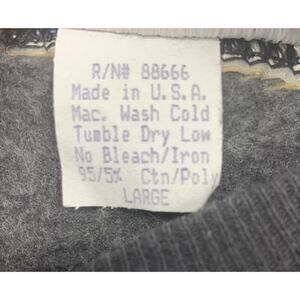 R/N# 88666
Made in U.S.A.
Mac. Wash Cold
Tumble Dry Low
No Bleach/Iron
95/5% Ctn/Poly
LARGE